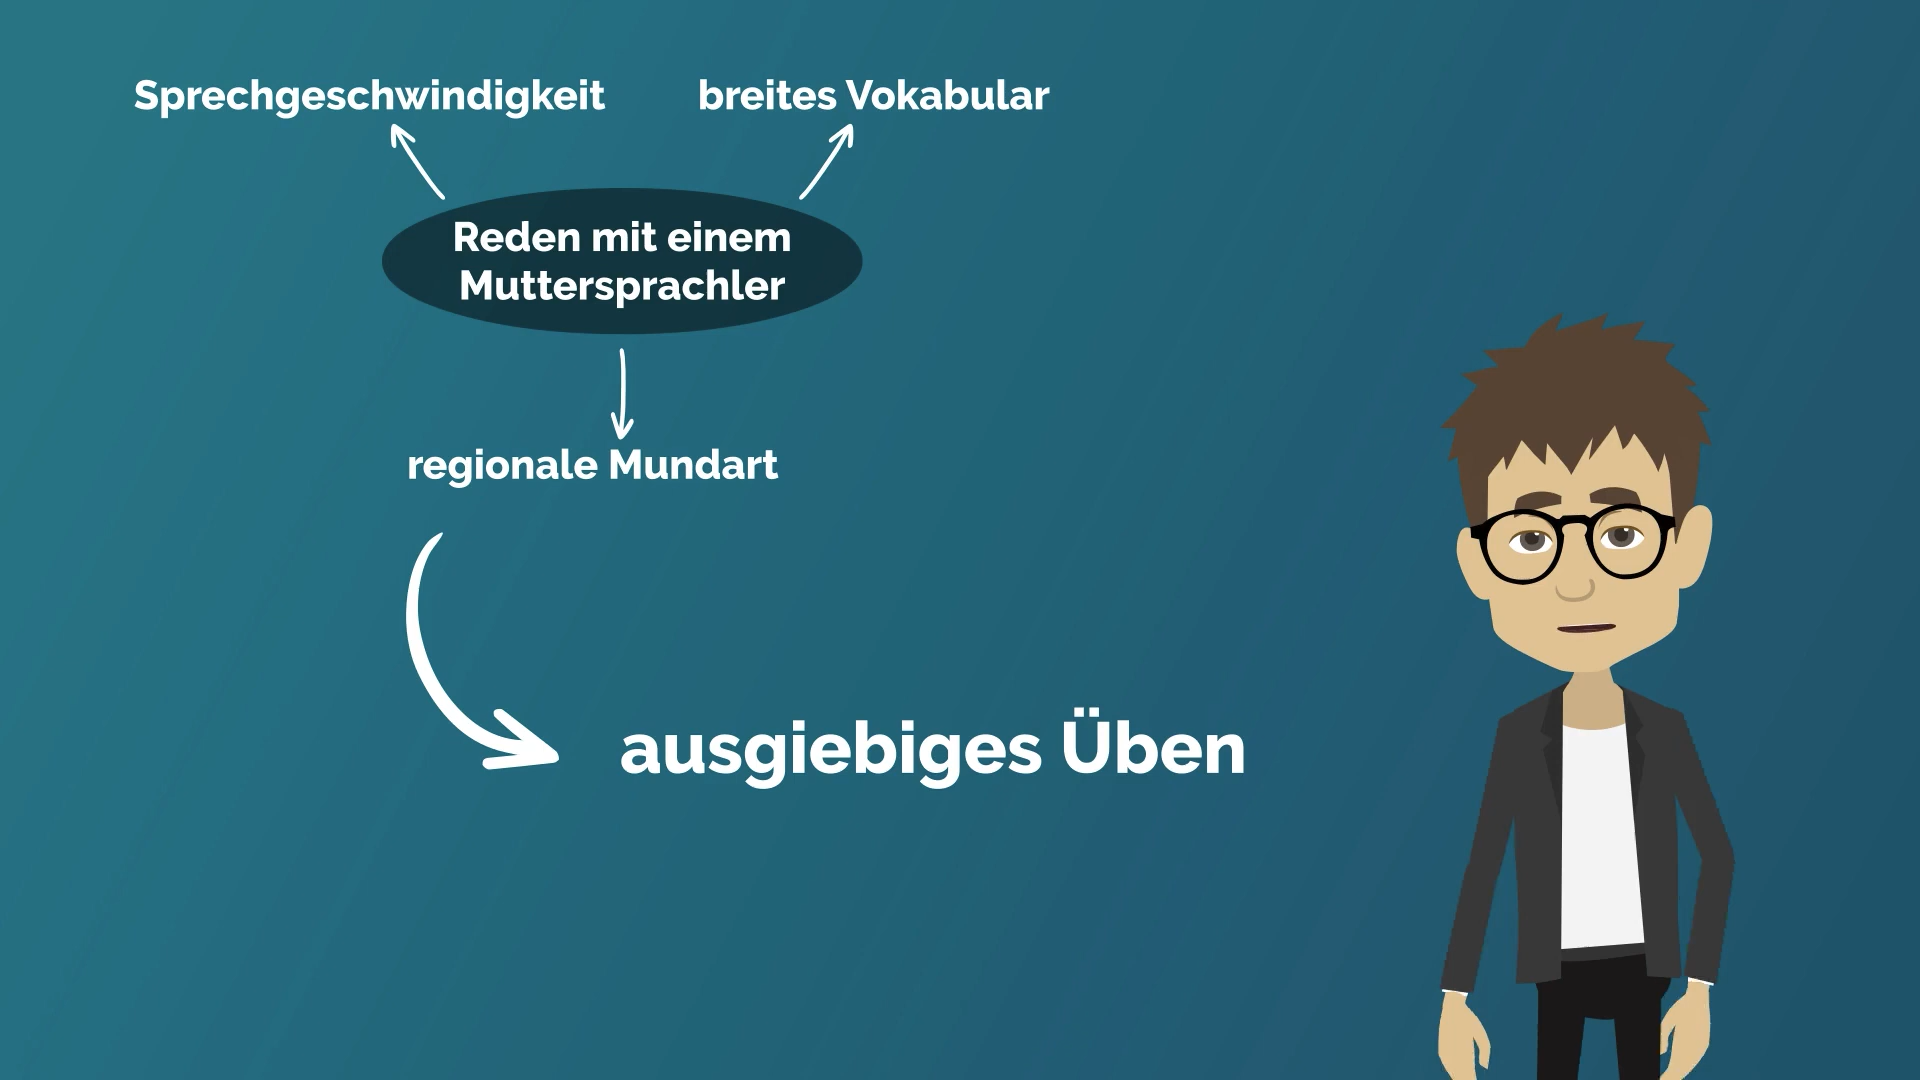 Sprechgeschwindigkeit
breites Vokabular
Reden mit einem
Muttersprachler
regionale Mundart
ausgiebiges Üben